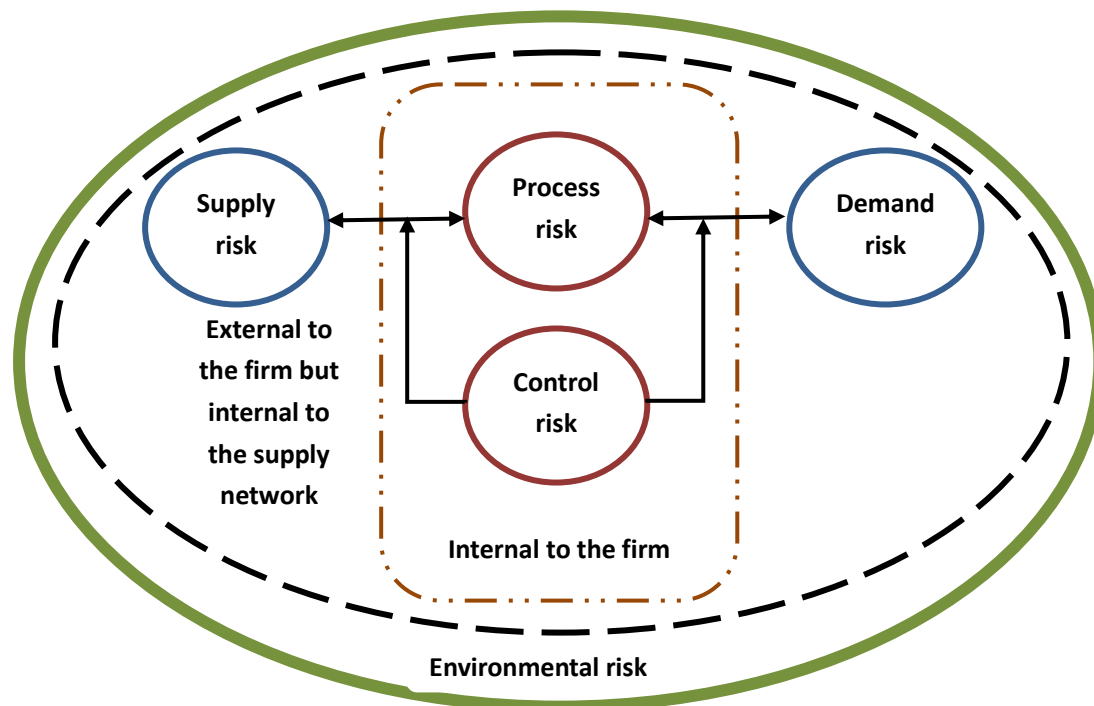 Supply
risk
Process
risk
Demand
risk
External to
the firm but
internal to
the supply
network
Control
risk
Internal to the firm
Environmental risk